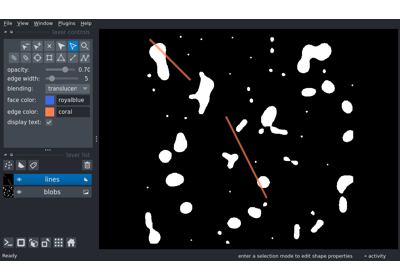 File View Window Plugins Help
layer controls
opacity: 0.70
edge width: 5
blending: translucen
face color: royalblue
edge color: coral
display text:
layer list
lines
blobs
Ready enter a selection mode to edit shape properties activity